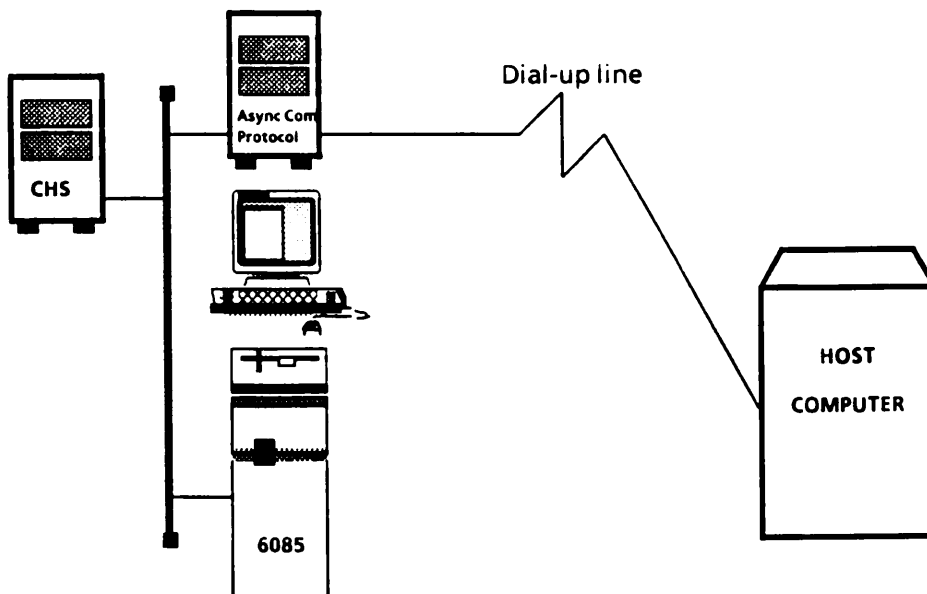 Dial-up line
Async Com
Protocol
CHS
HOST
COMPUTER
6085